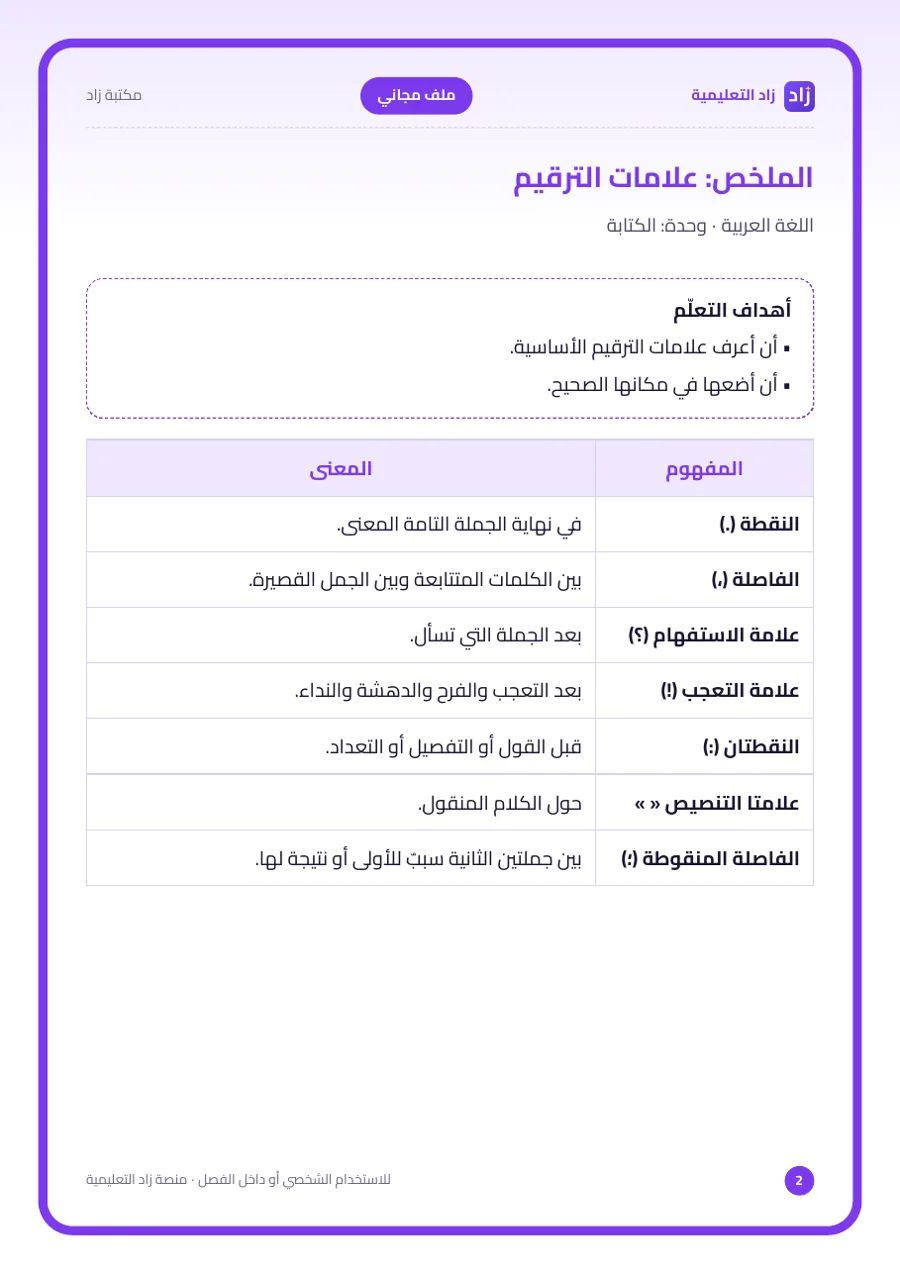 زاد زاد التعليمية
ملف مجاني
مكتبة زاد
الملخص: علامات الترقيم
اللغة العربية · وحدة: الكتابة
أهداف التعلّم
▪ أن أعرف علامات الترقيم الأساسية.
▪ أن أضعها في مكانها الصحيح.
المفهوم المعنى
النقطة (.) في نهاية الجملة التامة المعنى.
الفاصلة (،) بين الكلمات المتتابعة وبين الجمل القصيرة.
علامة الاستفهام (؟) بعد الجملة التي تسأل.
علامة التعجب (!) بعد التعجب والفرح والدهشة والنداء.
النقطتان (:) قبل القول أو التفصيل أو التعداد.
علامتا التنصيص « » حول الكلام المنقول.
الفاصلة المنقوطة (؛) بين جملتين الثانية سببٌ للأولى أو نتيجة لها.
2
للاستخدام الشخصي أو داخل الفصل · منصة زاد التعليمية